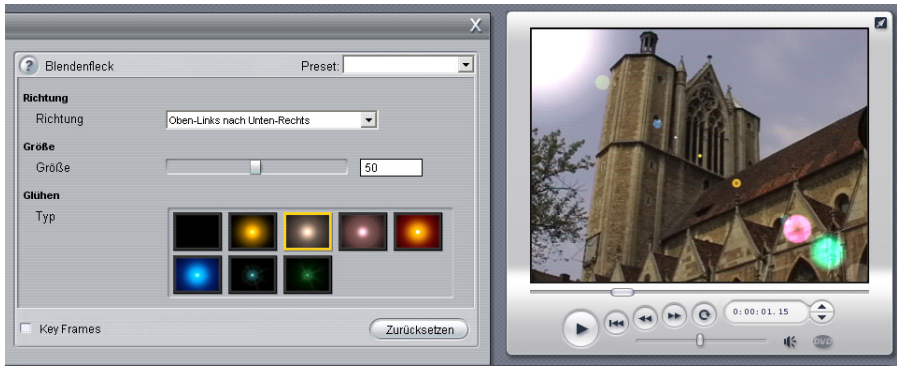 X
? Blendenfleck Preset:
Richtung
Richtung Oben-Links nach Unten-Rechts
Größe
Größe 50
Glühen
Typ
Key Frames Zurücksetzen
0:00:01.15
DVD